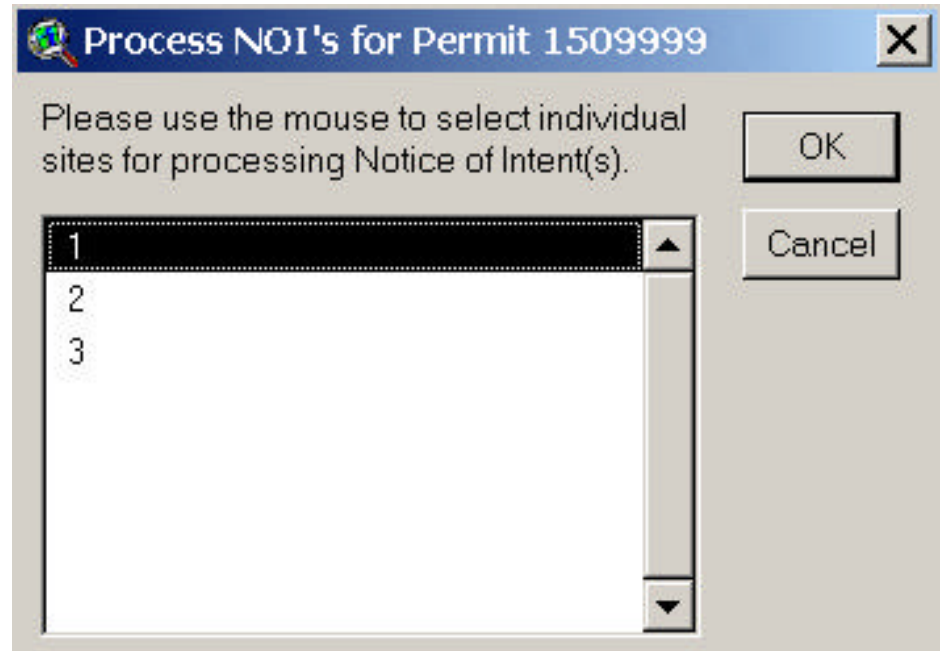 Process NOI's for Permit 1509999
Please use the mouse to select individual
sites for processing Notice of Intent(s).
OK
Cancel
1
2
3